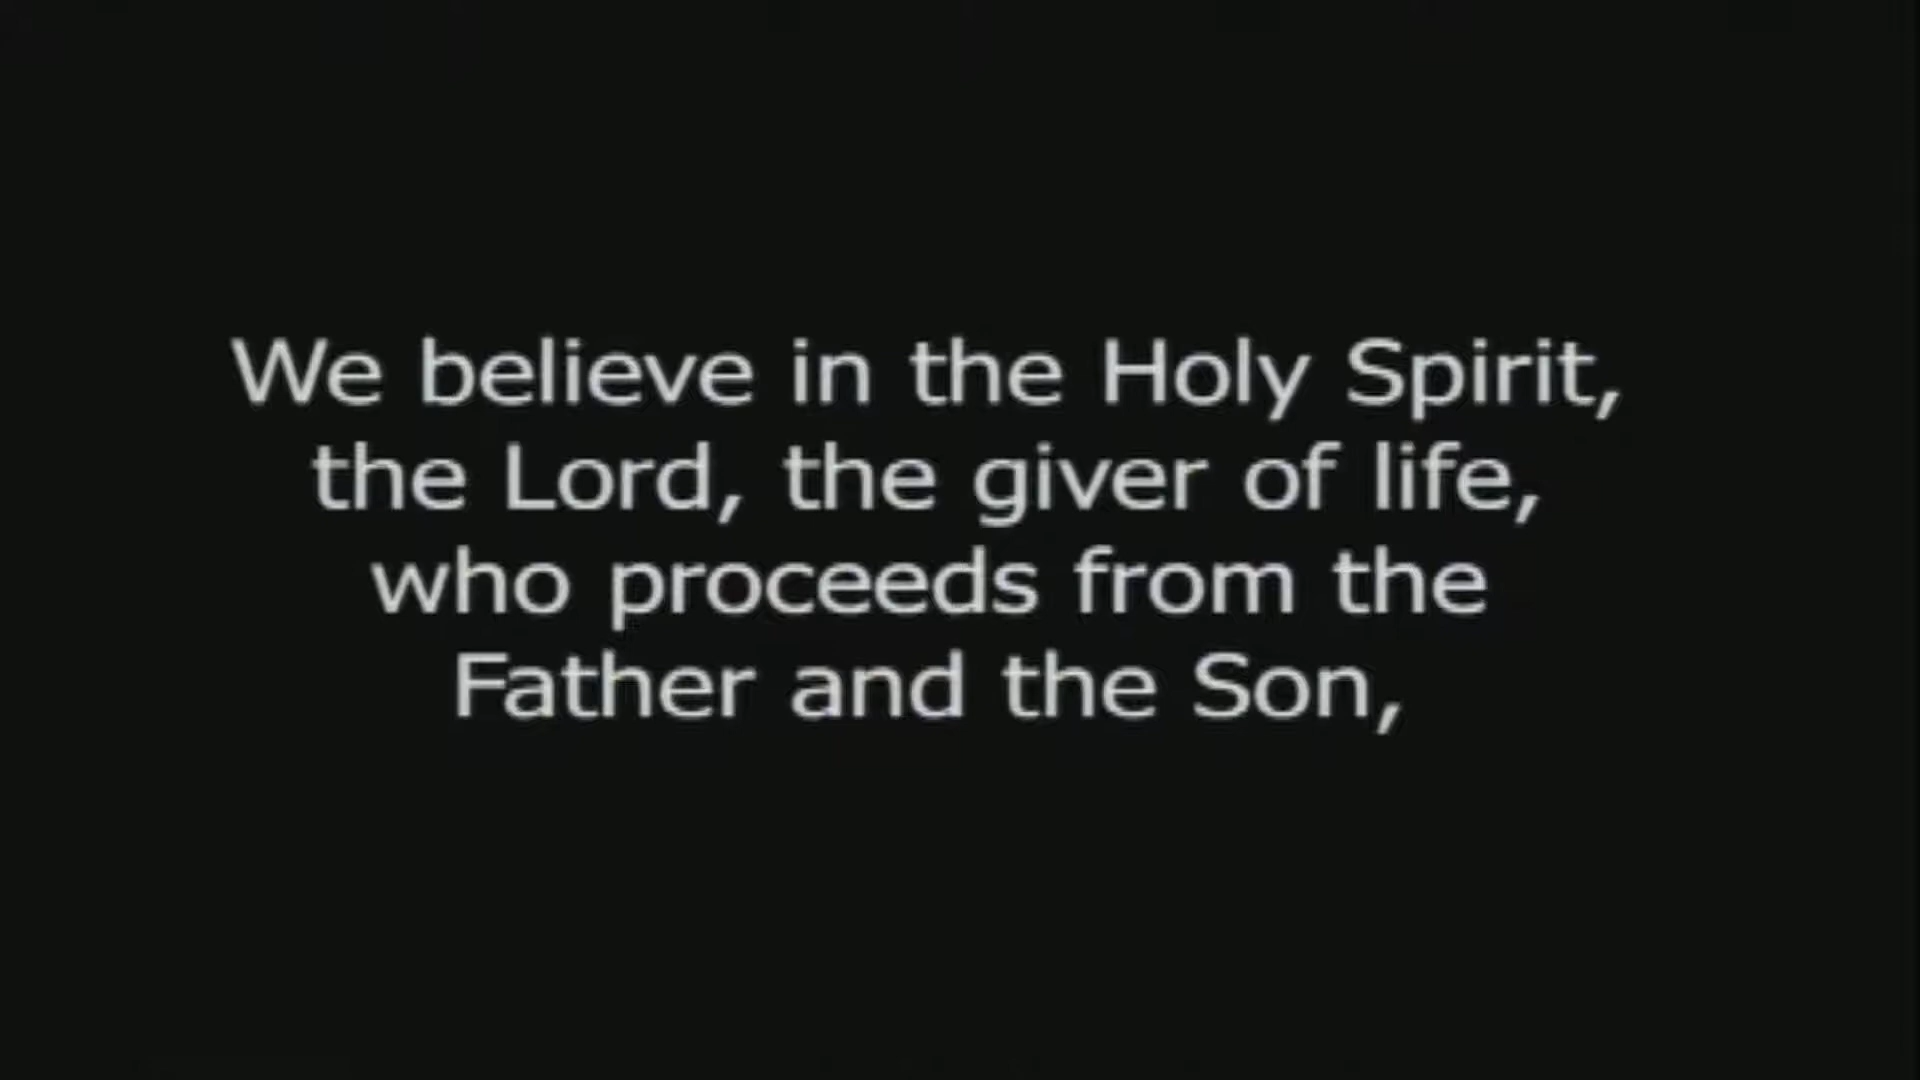 We believe in the Holy Spirit,
the Lord, the giver of life,
who proceeds from the
Father and the Son,